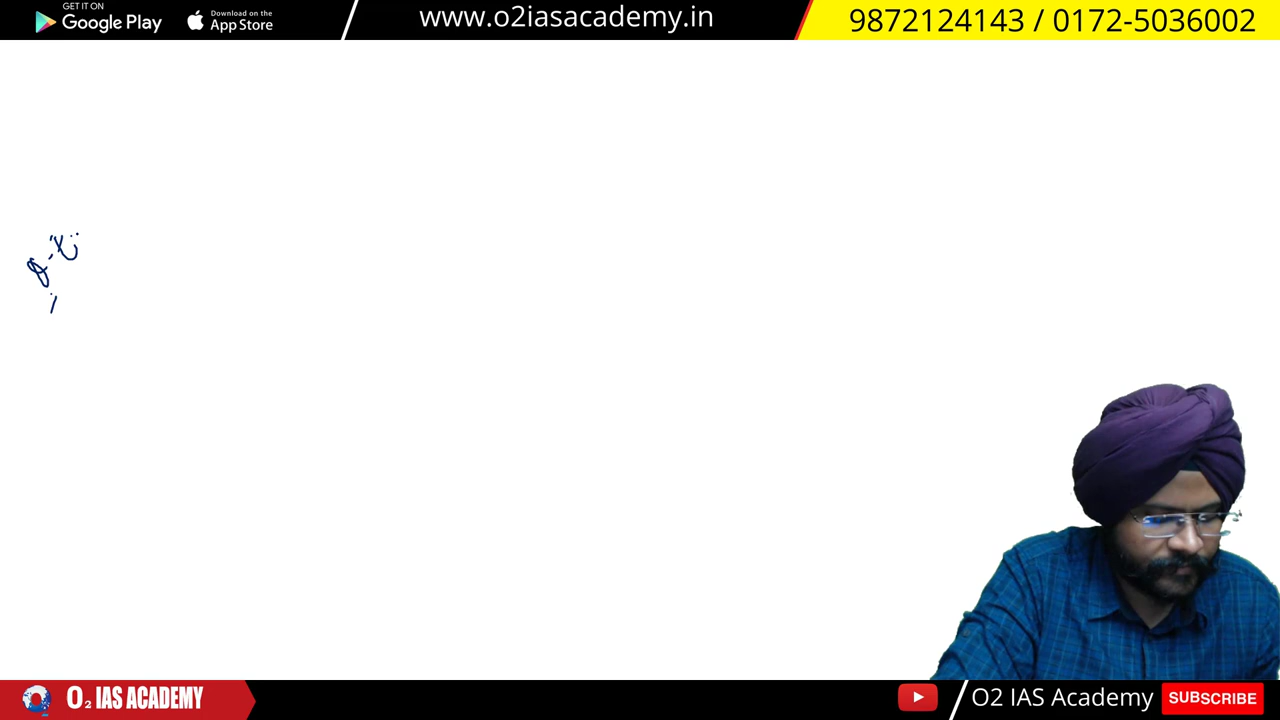 GET IT ON
Google Play
Download on the
App Store
www.o2iasacademy.in
9872124143 / 0172-5036002
O₂ IAS ACADEMY
O2 IAS Academy
SUBSCRIBE